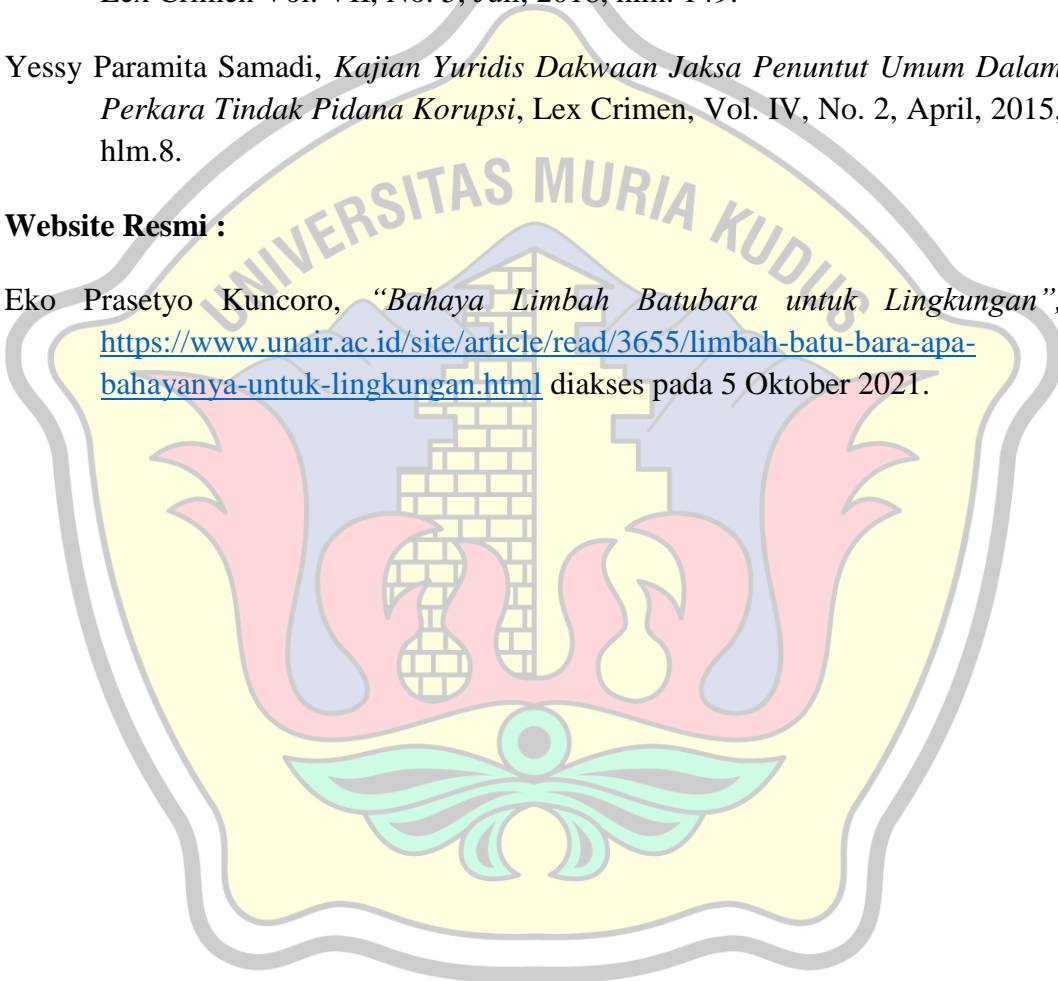 Lex Crimen Vol. VII, No. 5, Juli, 2018, hlm. 149.
Yessy Paramita Samadi, Kajian Yuridis Dakwaan Jaksa Penuntut Umum Dalam
Perkara Tindak Pidana Korupsi, Lex Crimen, Vol. IV, No. 2, April, 2015,
hlm.8.
UNIVERSITAS MURIA KUDUS
Website Resmi :
Eko Prasetyo Kuncoro, “Bahaya Limbah Batubara untuk Lingkungan”,
https://www.unair.ac.id/site/article/read/3655/limbah-batu-bara-apa-
bahayanya-untuk-lingkungan.html diakses pada 5 Oktober 2021.